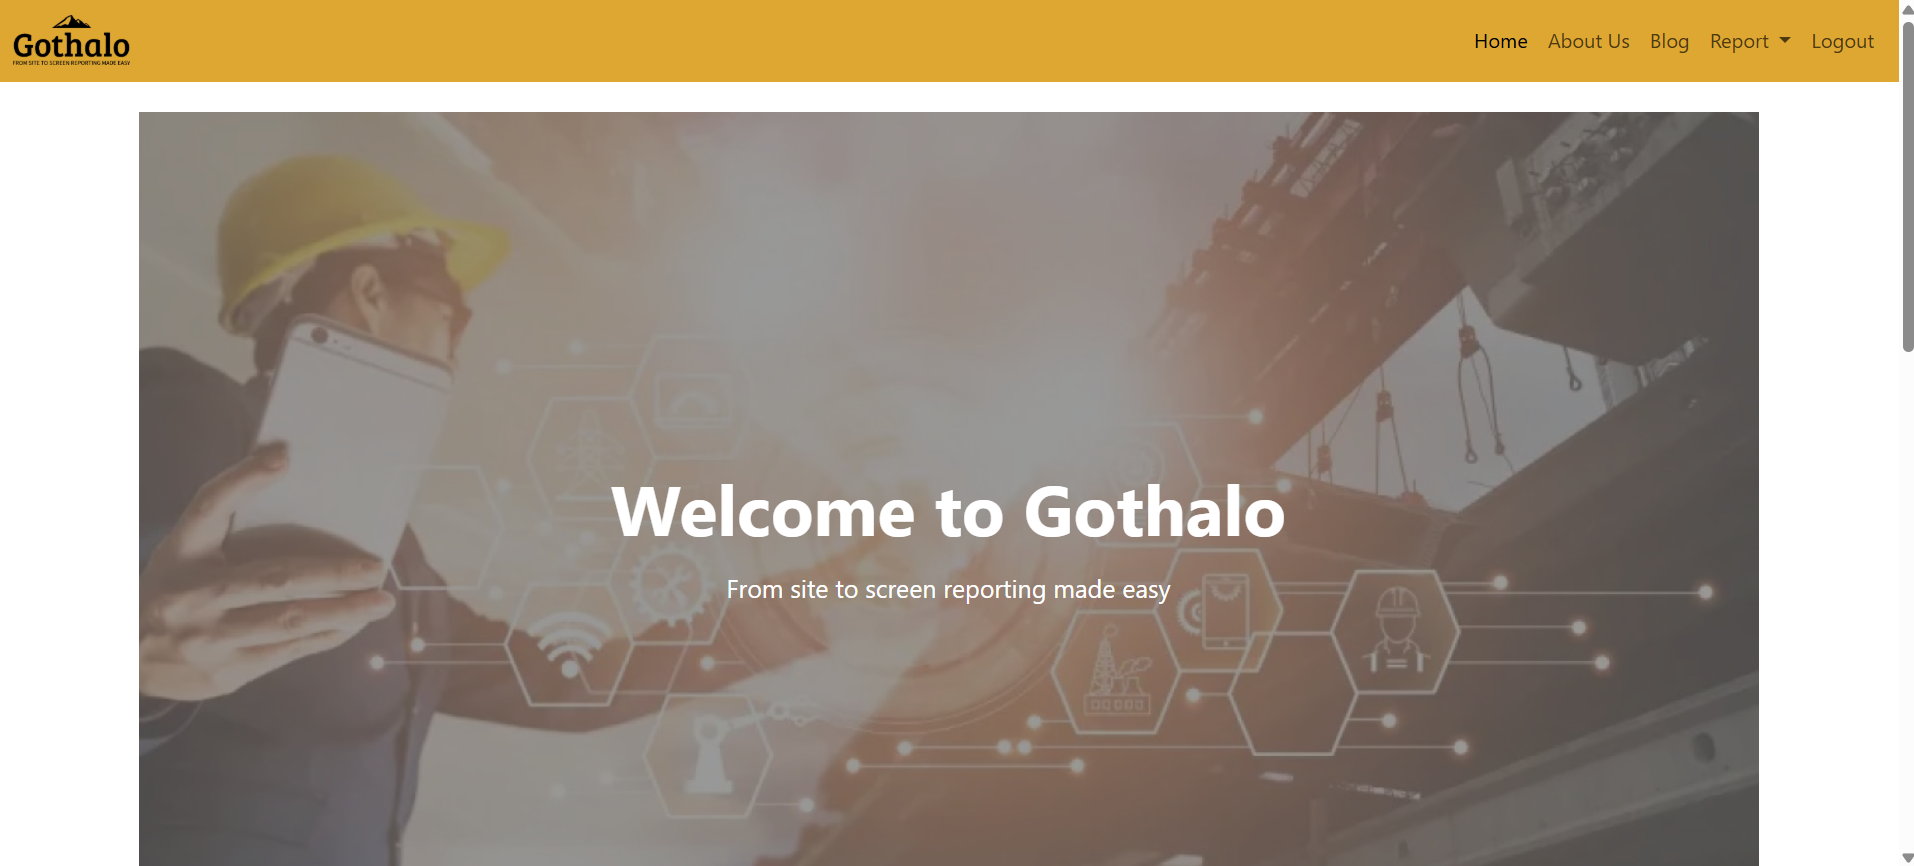 Gothalo
FROM SITE TO SCREEN REPORTING MADE EASY
Home
About Us
Blog
Report
Logout
Welcome to Gothalo
From site to screen reporting made easy